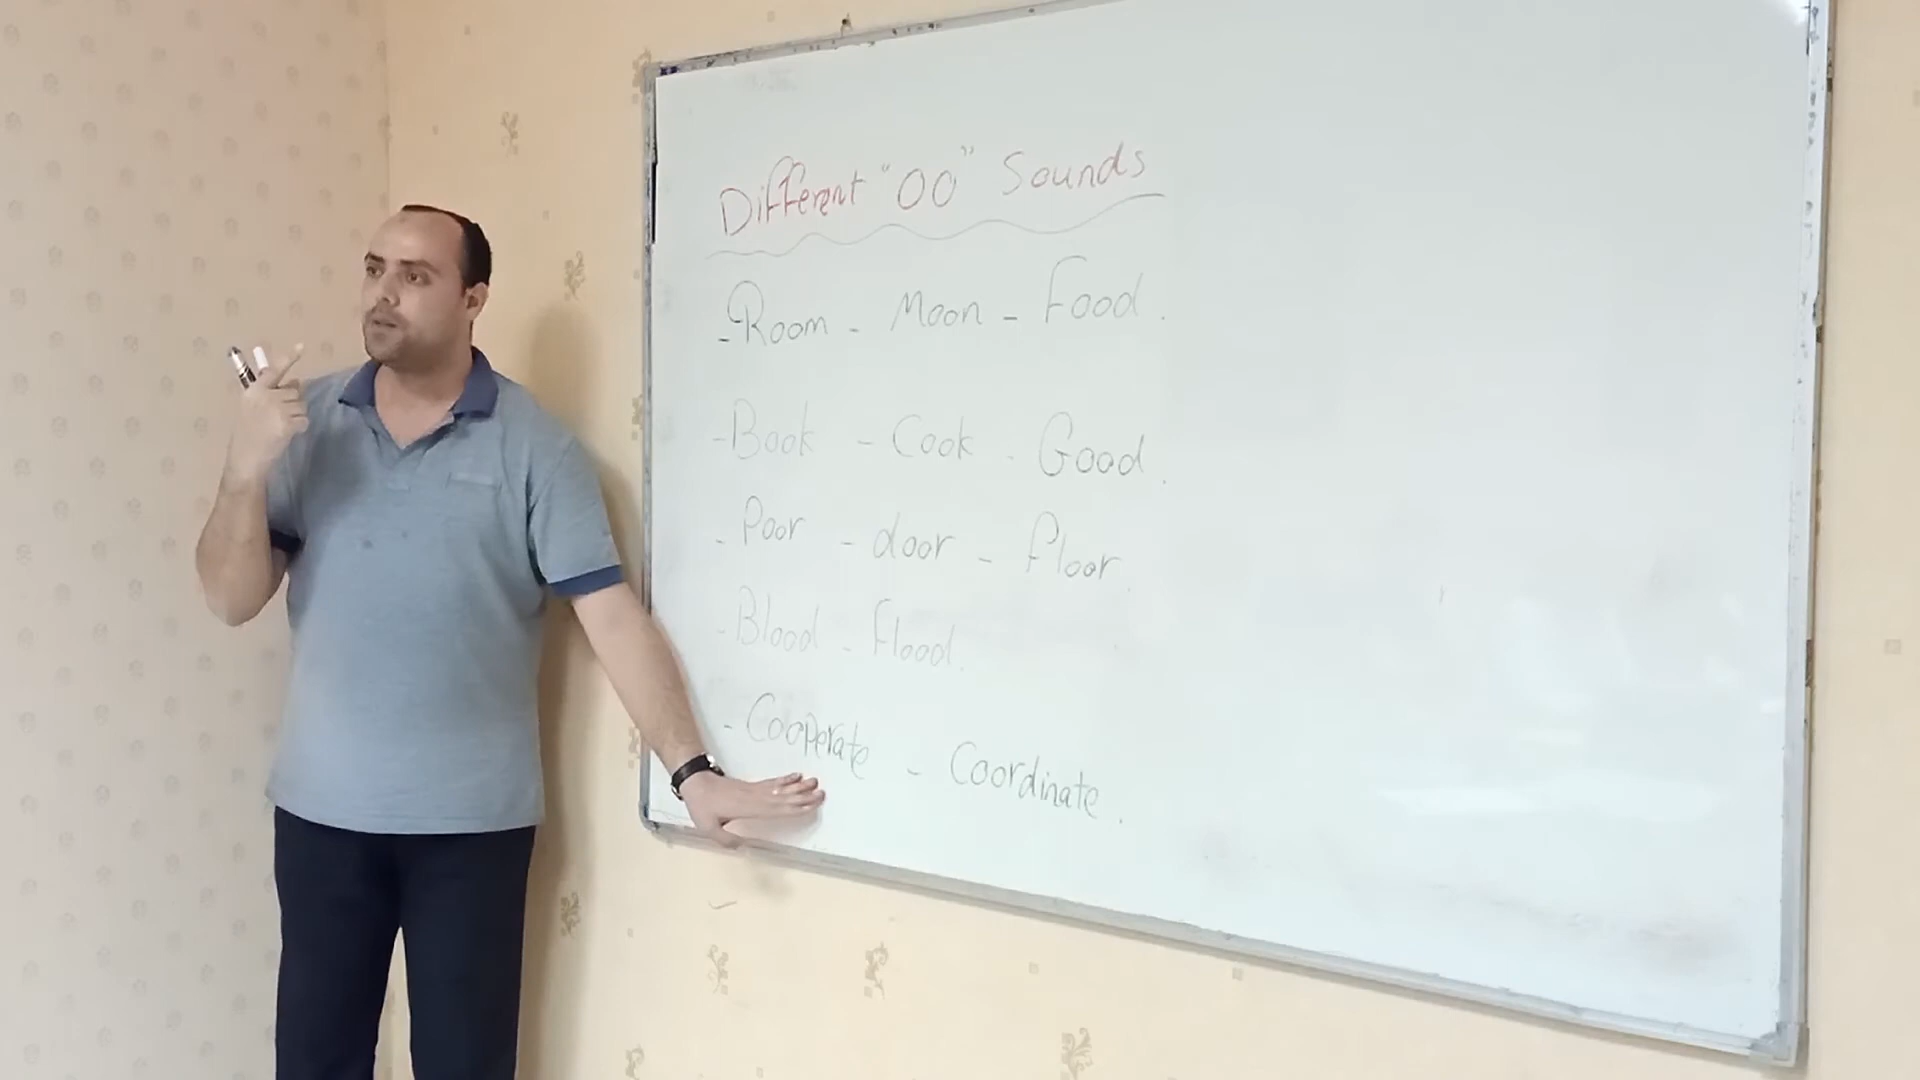 Different "OO" Sounds
- Room - Moon - Food.
- Book - Cook - Good.
- Poor - door - floor.
- Blood - Flood.
- Cooperate - Coordinate.